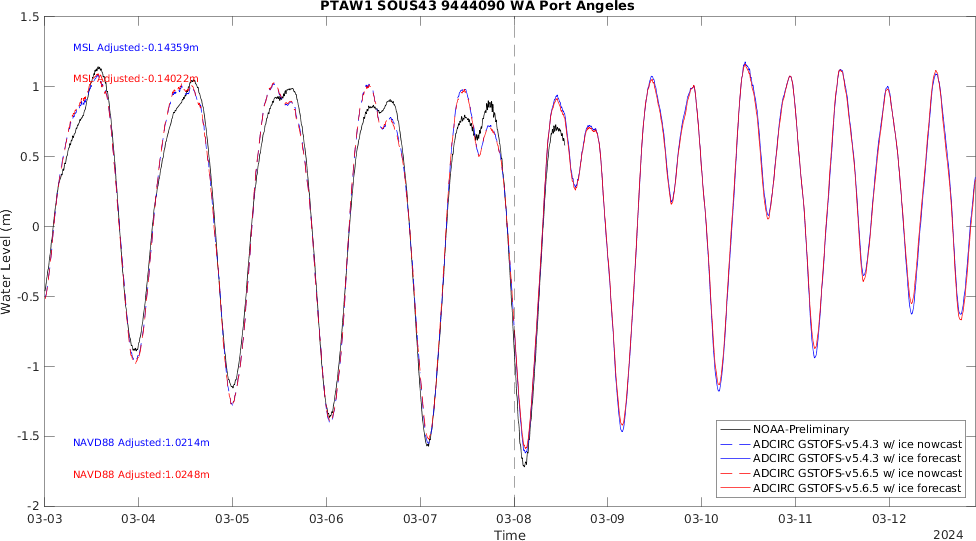 PTAW1 SOUS43 9444090 WA Port Angeles
MSL Adjusted:-0.14359m
MSL Adjusted:-0.14022m
NAVD88 Adjusted:1.0214m
NAVD88 Adjusted:1.0248m
Water Level (m)
1.5
1
0.5
0
-0.5
-1
-1.5
-2
NOAA-Preliminary
ADCIRC GSTOFS-v5.4.3 w/ ice nowcast
ADCIRC GSTOFS-v5.4.3 w/ ice forecast
ADCIRC GSTOFS-v5.6.5 w/ ice nowcast
ADCIRC GSTOFS-v5.6.5 w/ ice forecast
03-03 03-04 03-05 03-06 03-07 03-08 03-09 03-10 03-11 03-12
Time
2024